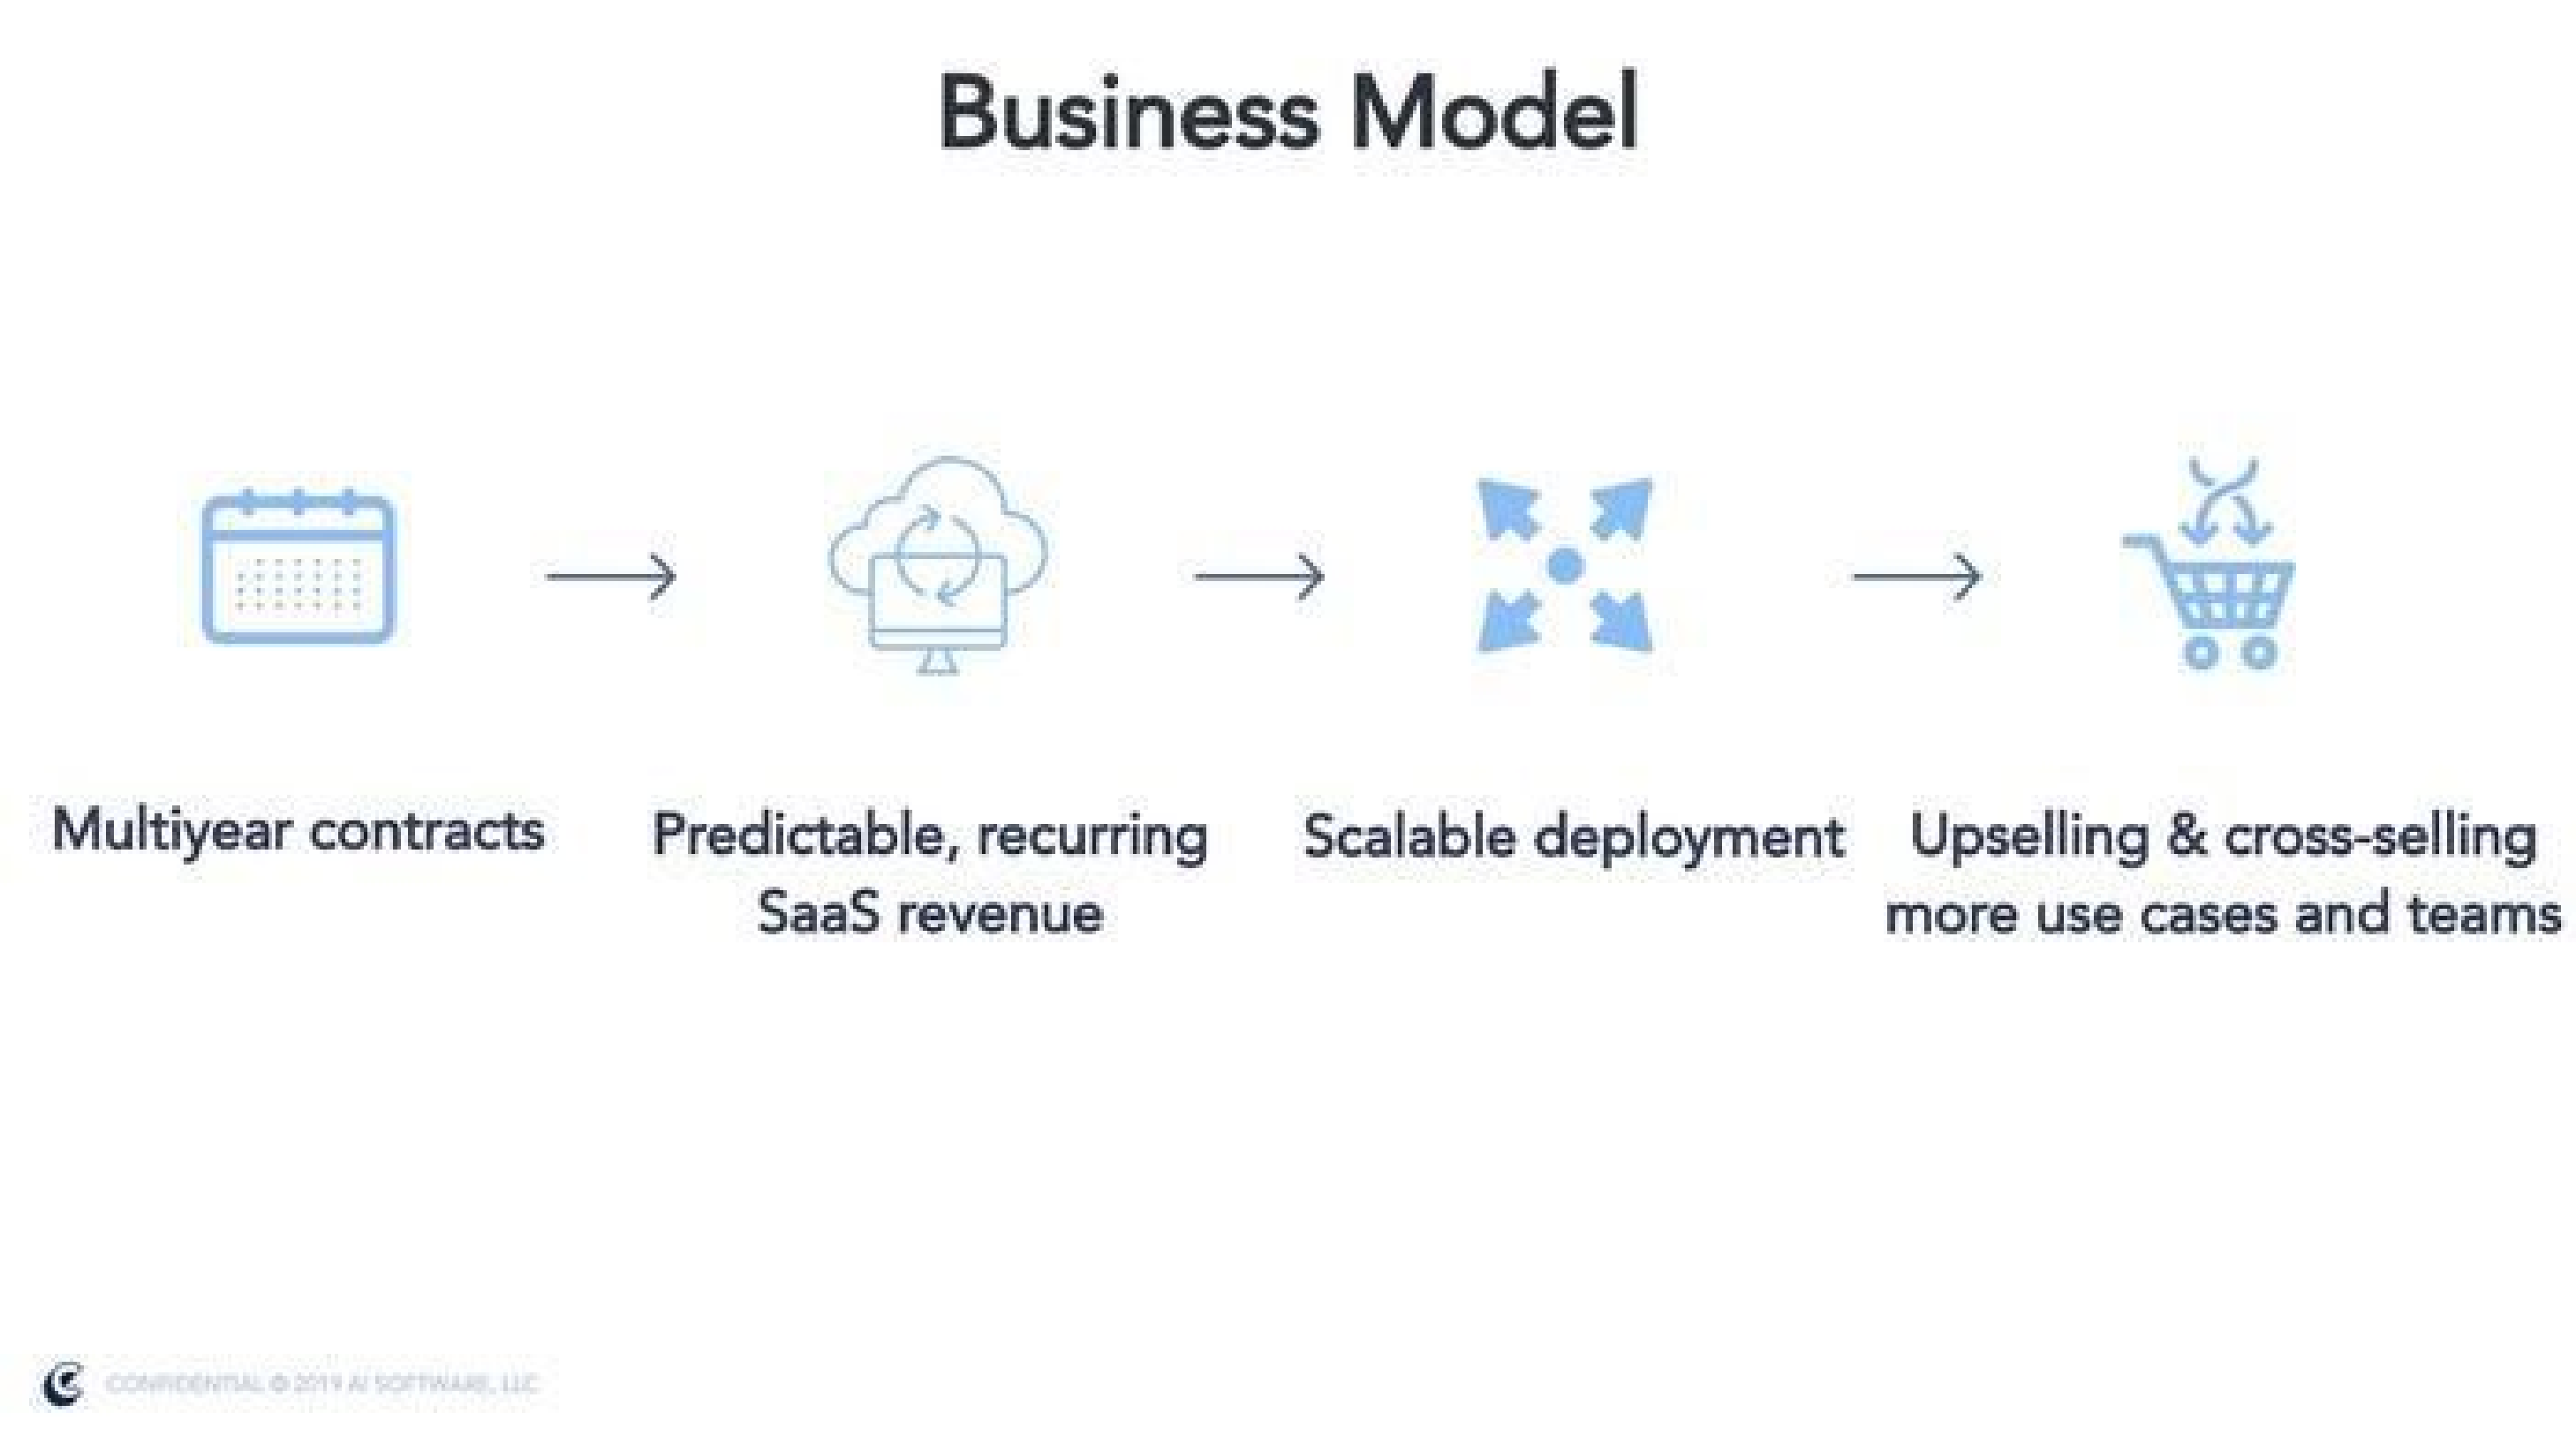 Business Model
Multiyear contracts
Predictable, recurring
SaaS revenue
Scalable deployment
Upselling & cross-selling
more use cases and teams
CONFIDENTIAL © 2019 AI SOFTWARE, LLC